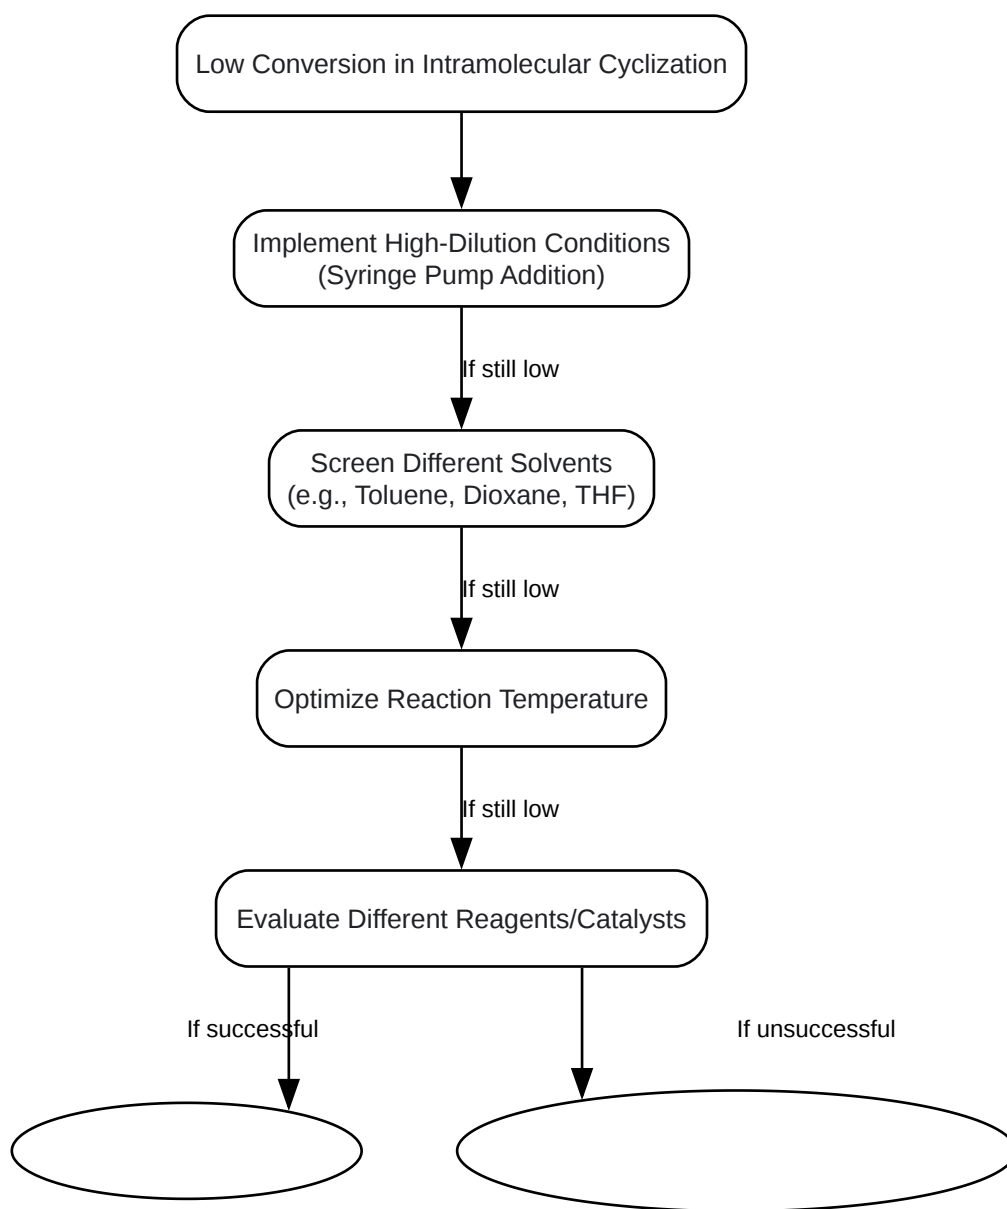 Low Conversion in Intramolecular Cyclization
Implement High-Dilution Conditions
(Syringe Pump Addition)
If still low
Screen Different Solvents
(e.g., Toluene, Dioxane, THF)
If still low
Optimize Reaction Temperature
If still low
Evaluate Different Reagents/Catalysts
If successful
If unsuccessful